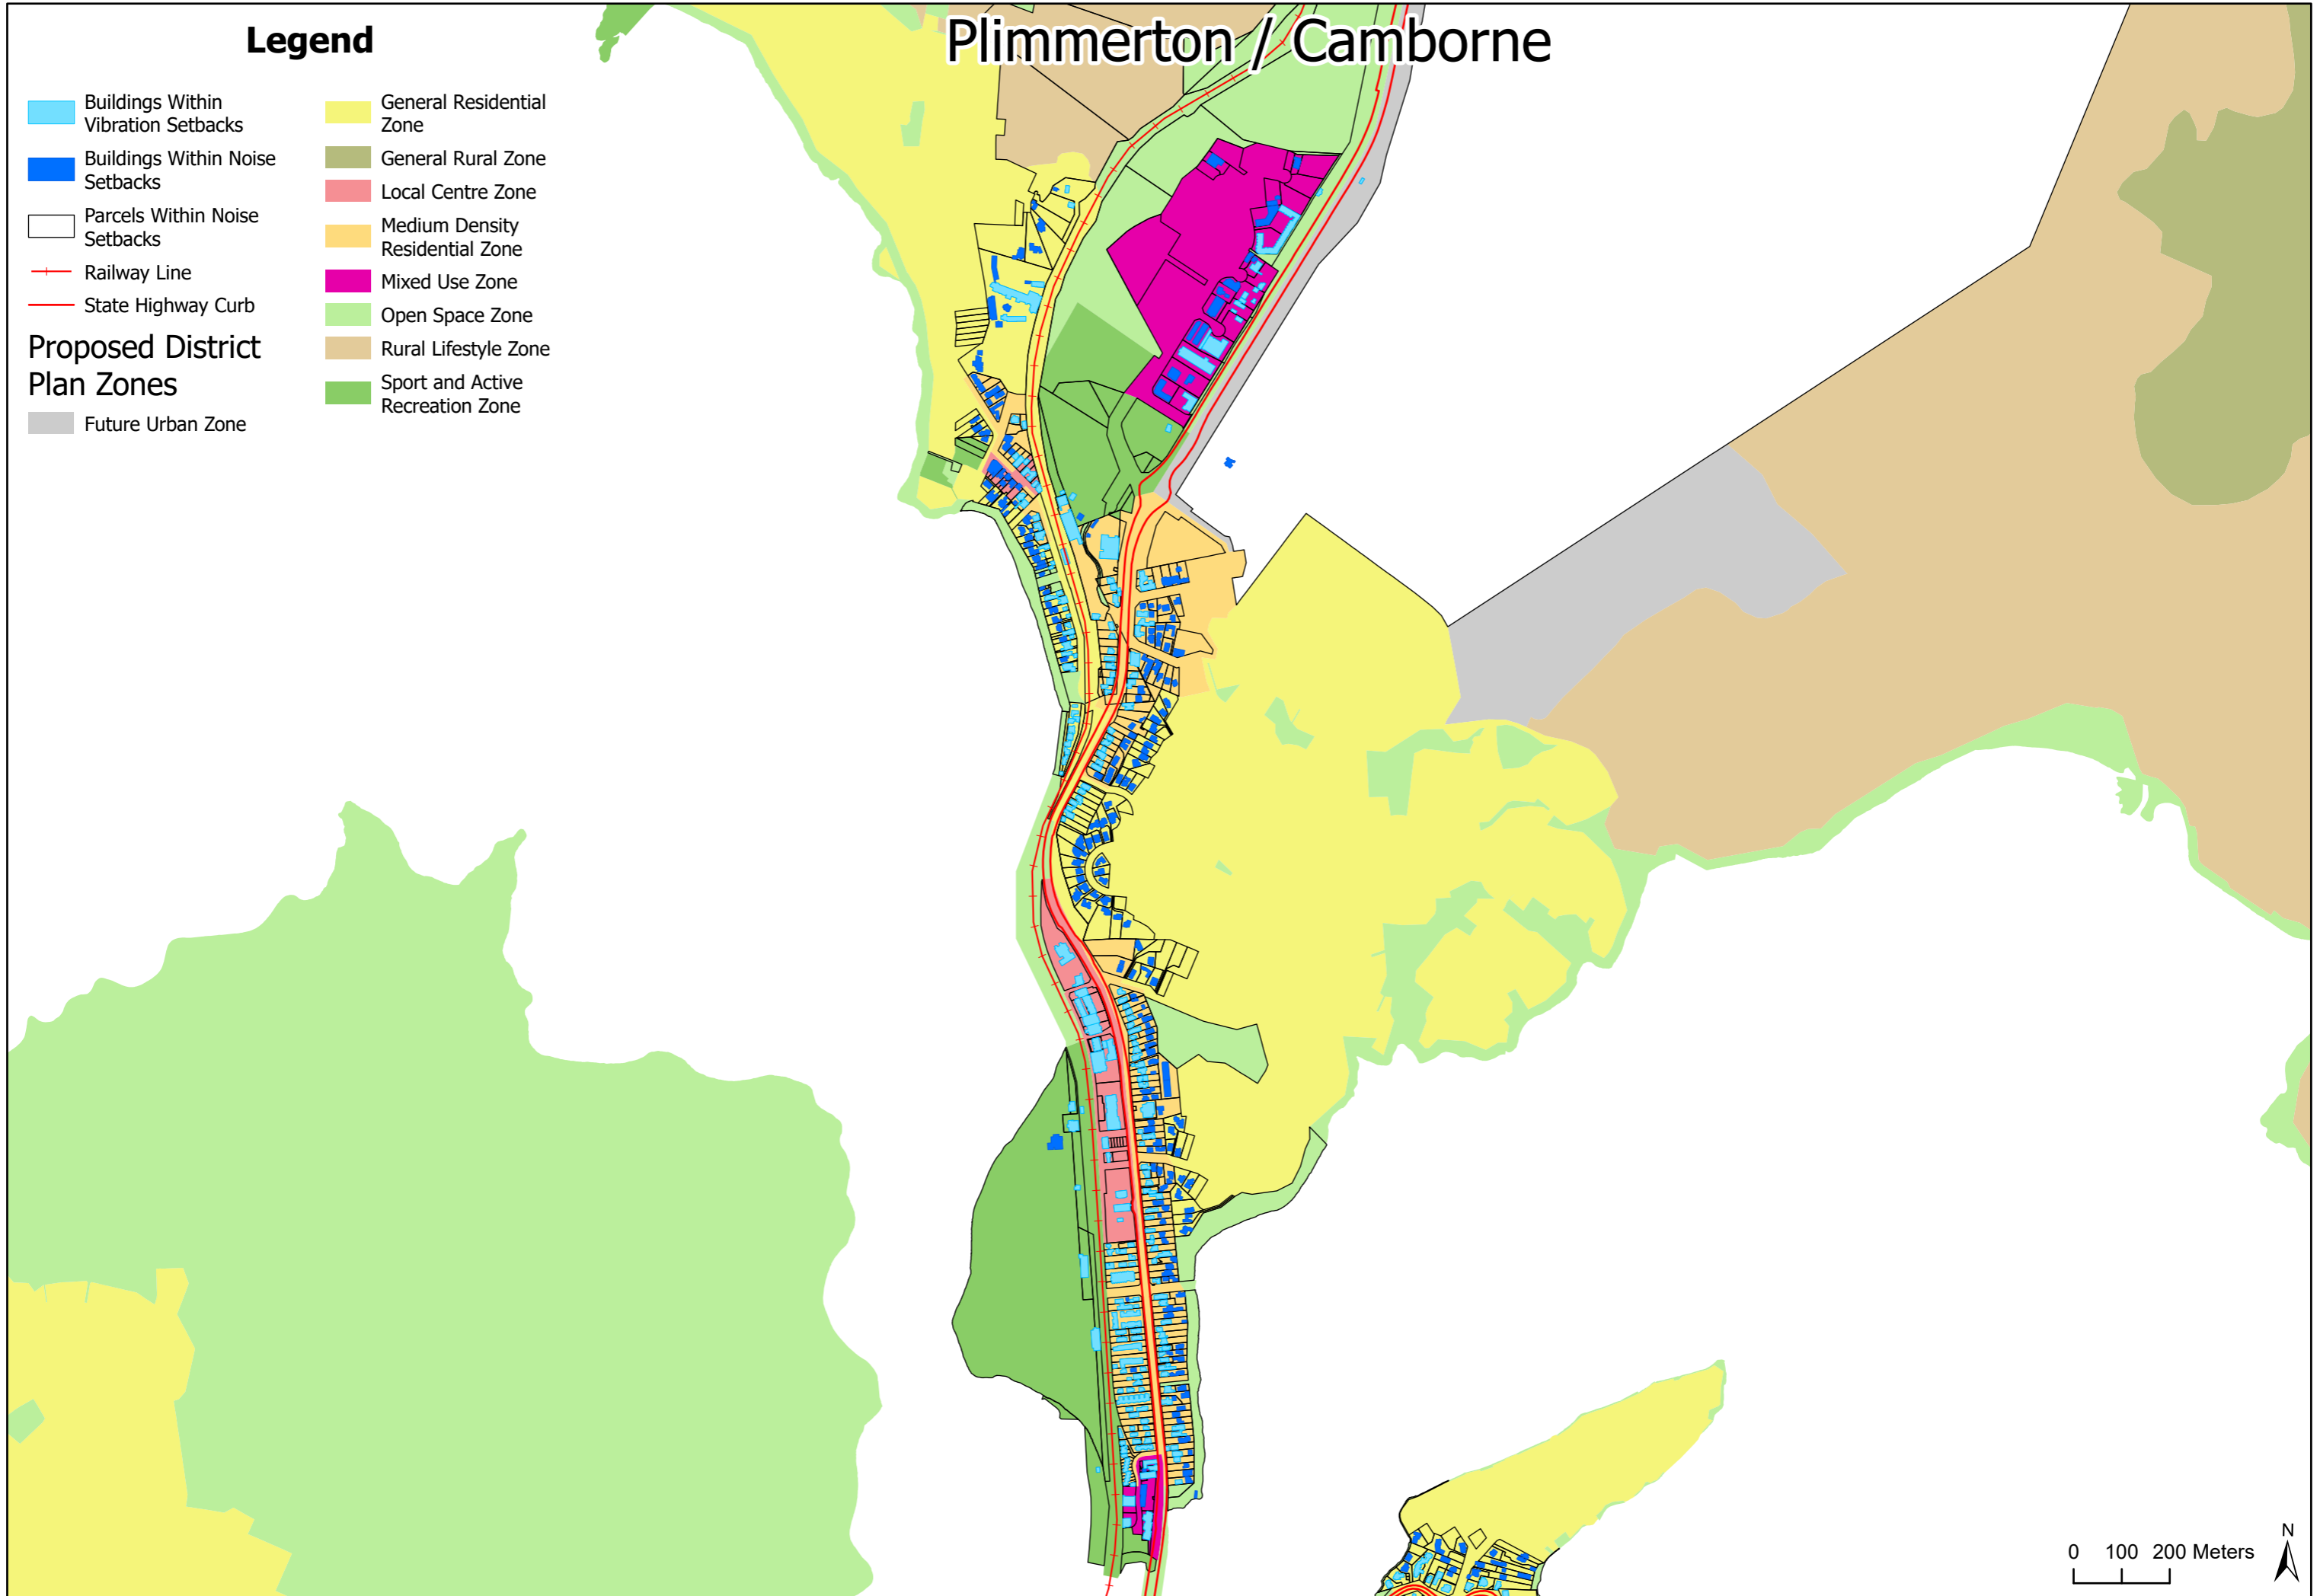 Plimmerton / Camborne
Legend
Buildings Within
Vibration Setbacks
Buildings Within Noise
Setbacks
Parcels Within Noise
Setbacks
Railway Line
State Highway Curb
Proposed District
Plan Zones
Future Urban Zone
General Residential
Zone
General Rural Zone
Local Centre Zone
Medium Density
Residential Zone
Mixed Use Zone
Open Space Zone
Rural Lifestyle Zone
Sport and Active
Recreation Zone
N
0 100 200 Meters